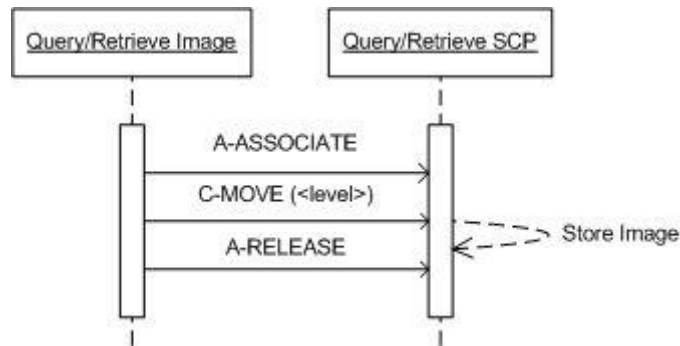 Query/Retrieve Image
Query/Retrieve SCP
A-ASSOCIATE
C-MOVE (<level>)
A-RELEASE
Store Image